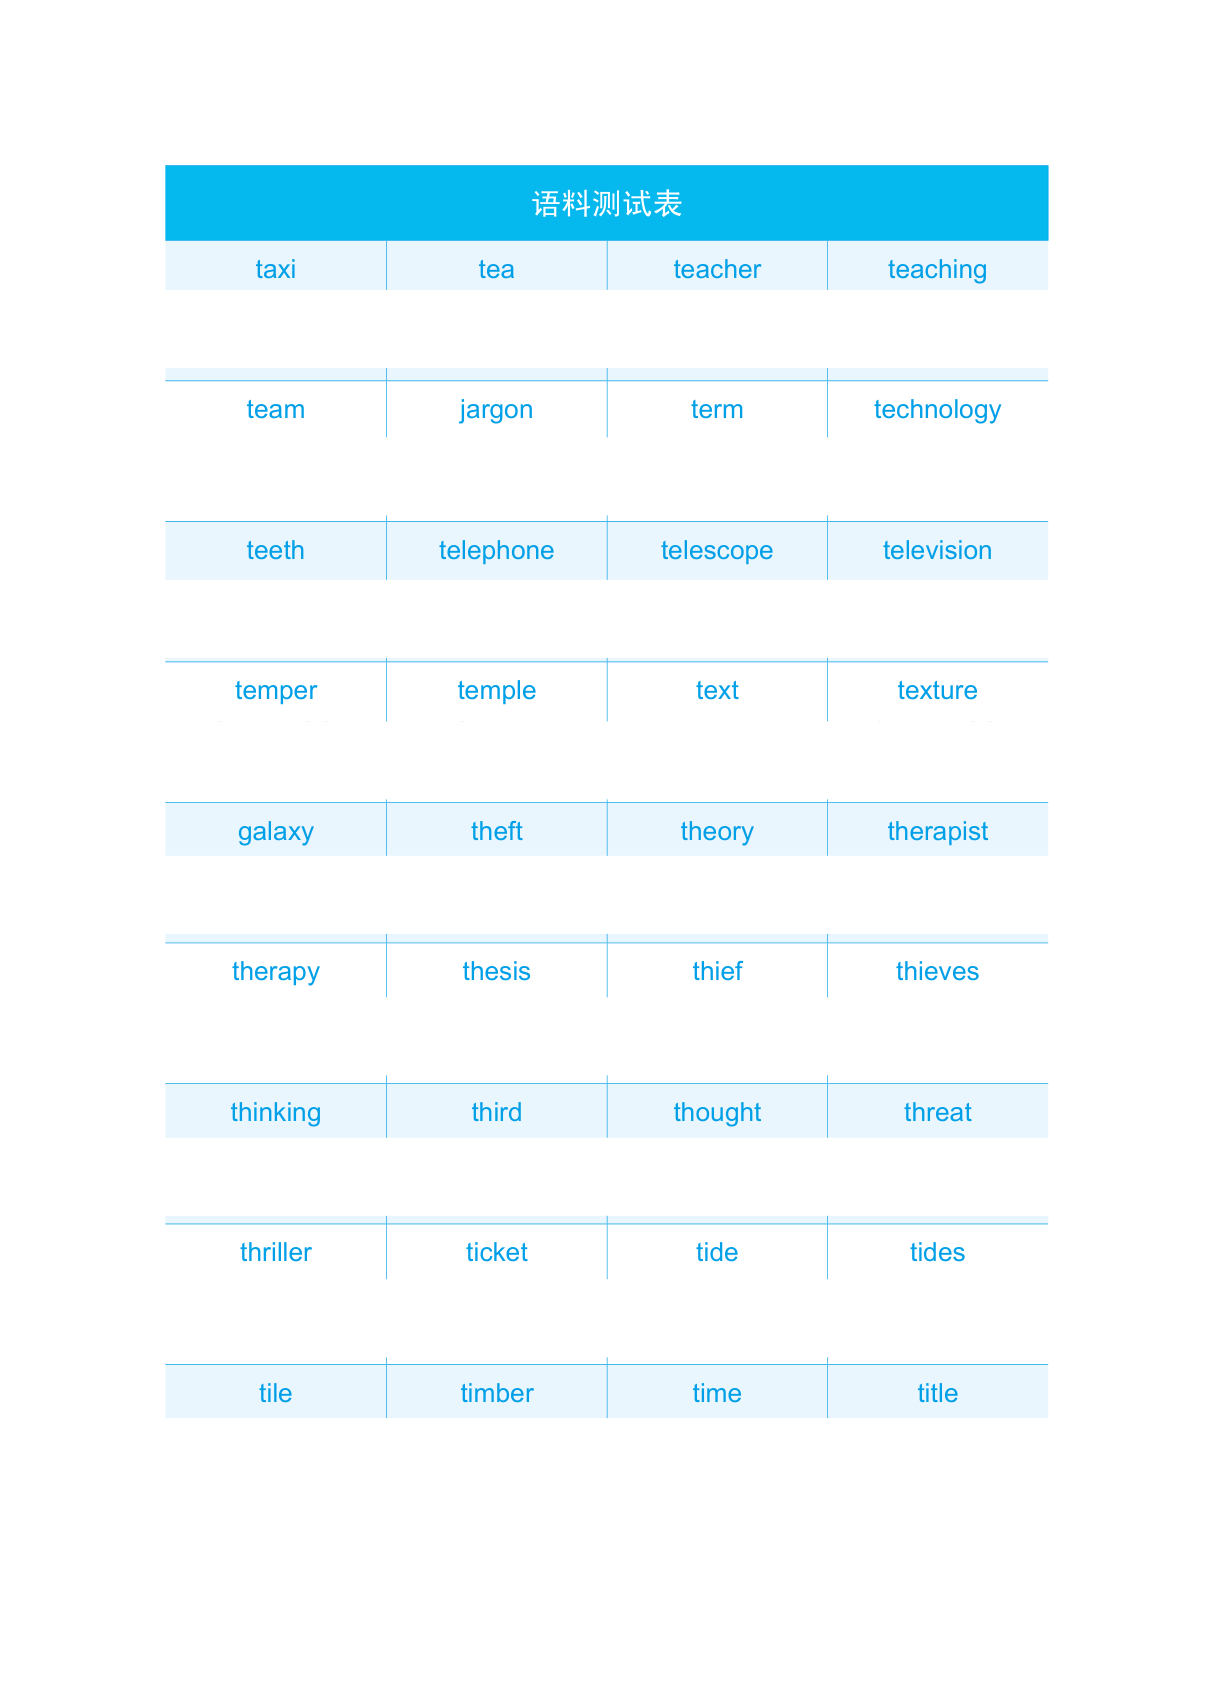 语料测试表
taxi tea teacher teaching
team jargon term technology
teeth telephone telescope television
temper temple text texture
galaxy theft theory therapist
therapy thesis thief thieves
thinking third thought threat
thriller ticket tide tides
tile timber time title